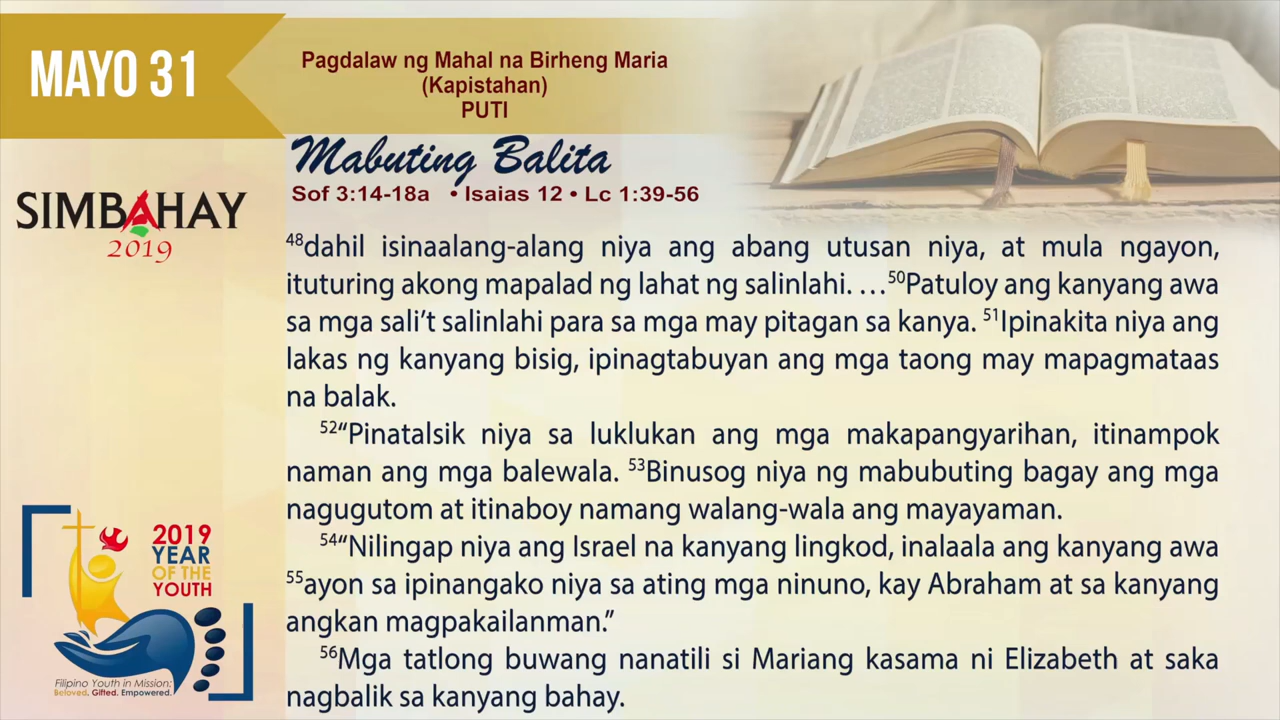 MAYO 31
Pagdalaw ng Mahal na Birheng Maria
(Kapistahan)
PUTI
Mabuting Balita
Sof 3:14-18a • Isaias 12 • Lc 1:39-56
SIMBAHAY
2019
48dahil isinaalang-alang niya ang abang utusan niya, at mula ngayon,
ituturing akong mapalad ng lahat ng salinlahi. …50Patuloy ang kanyang awa
sa mga sali’t salinlahi para sa mga may pitagan sa kanya. 51Ipinakita niya ang
lakas ng kanyang bisig, ipinagtabuyan ang mga taong may mapagmataas
na balak.
52“Pinatalsik niya sa luklukan ang mga makapangyarihan, itinampok
naman ang mga balewala. 53Binusog niya ng mabubuting bagay ang mga
nagugutom at itinaboy namang walang-wala ang mayayaman.
54“Nilingap niya ang Israel na kanyang lingkod, inalaala ang kanyang awa
55ayon sa ipinangako niya sa ating mga ninuno, kay Abraham at sa kanyang
angkan magpakailanman.”
56Mga tatlong buwang nanatili si Mariang kasama ni Elizabeth at saka
nagbalik sa kanyang bahay.
2019
YEAR
OF THE
YOUTH
Filipino Youth in Mission:
Beloved. Gifted. Empowered.